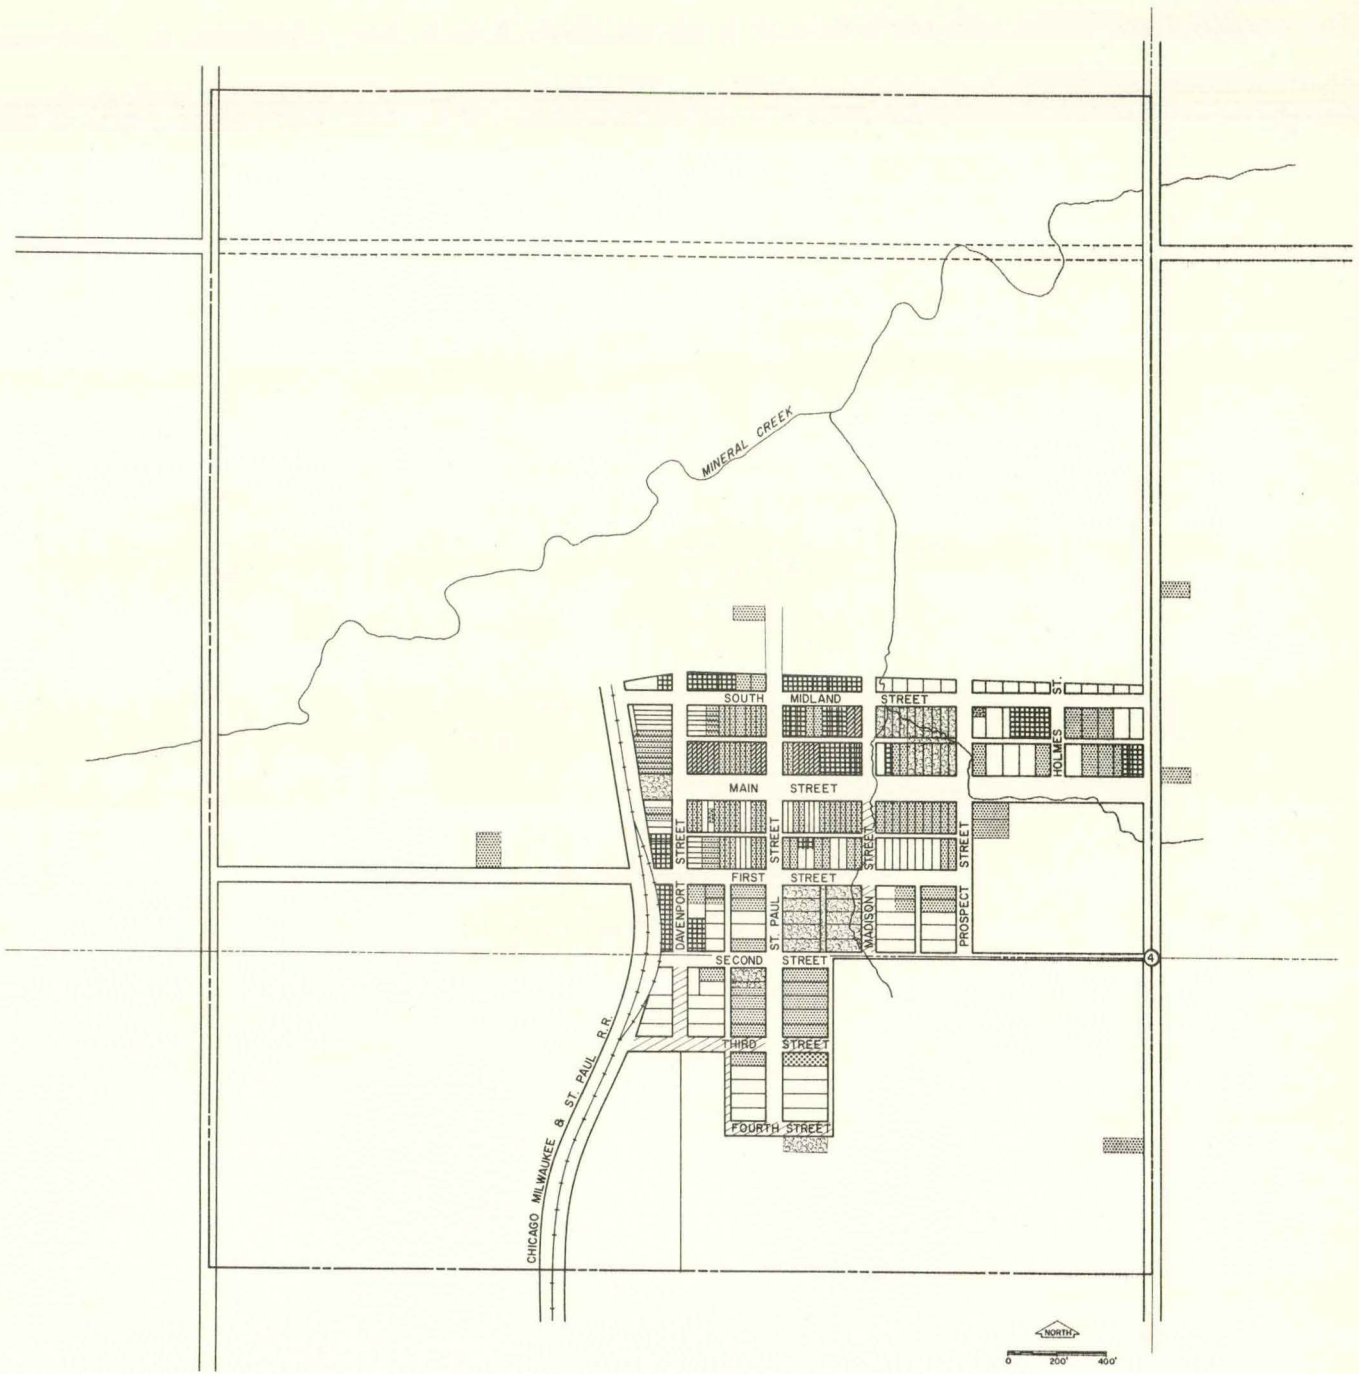 MINERAL CREEK
SOUTH MIDLAND STREET
HOLMES ST.
MAIN STREET
DAVENPORT STREET
ST. PAUL STREET
MADISON STREET
PROSPECT STREET
FIRST STREET
SECOND STREET
4
THIRD STREET
FOURTH STREET
CHICAGO MILWAUKEE & ST. PAUL R.R.
NORTH
0 200' 400'